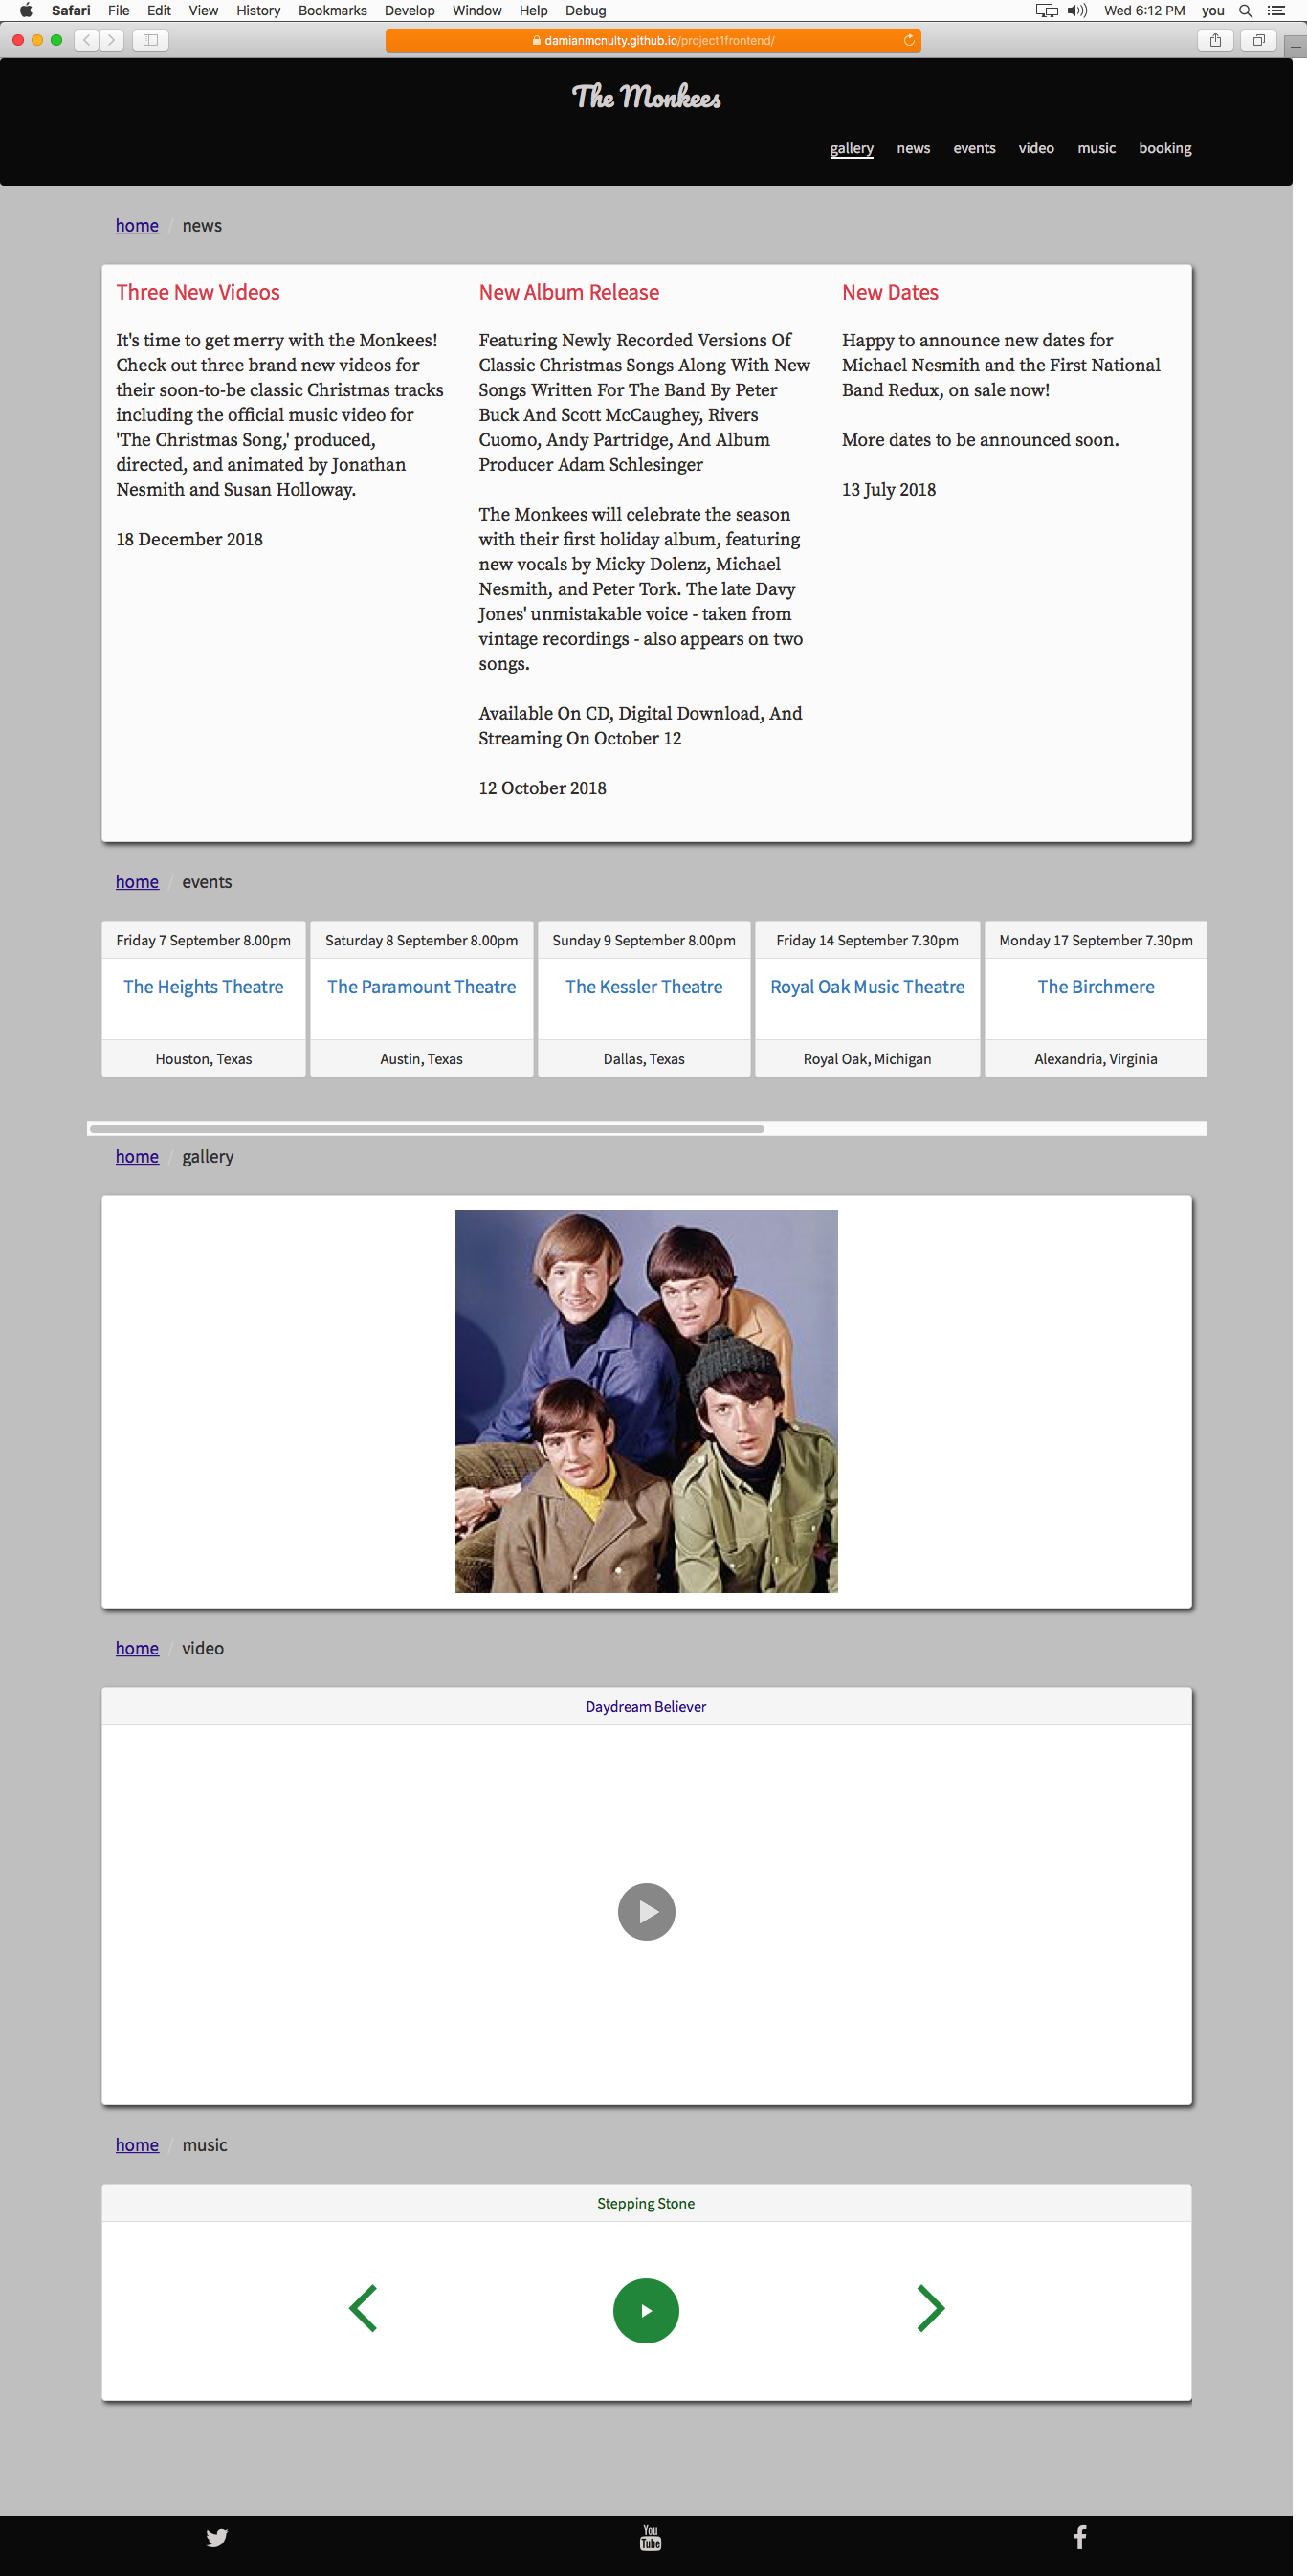 Safari File Edit View History Bookmarks Develop Window Help Debug Wed 6:12 PM you
damianmcnulty.github.io/project1frontend/
The Monkees
gallery news events video music booking
home / news
Three New Videos
It's time to get merry with the Monkees!
Check out three brand new videos for
their soon-to-be classic Christmas tracks
including the official music video for
'The Christmas Song,' produced,
directed, and animated by Jonathan
Nesmith and Susan Holloway.
18 December 2018
New Album Release
Featuring Newly Recorded Versions Of
Classic Christmas Songs Along With New
Songs Written For The Band By Peter
Buck And Scott McCaughey, Rivers
Cuomo, Andy Partridge, And Album
Producer Adam Schlesinger
The Monkees will celebrate the season
with their first holiday album, featuring
new vocals by Micky Dolenz, Michael
Nesmith, and Peter Tork. The late Davy
Jones' unmistakable voice - taken from
vintage recordings - also appears on two
songs.
Available On CD, Digital Download, And
Streaming On October 12
12 October 2018
New Dates
Happy to announce new dates for
Michael Nesmith and the First National
Band Redux, on sale now!
More dates to be announced soon.
13 July 2018
home / events
Friday 7 September 8.00pm
The Heights Theatre
Houston, Texas
Saturday 8 September 8.00pm
The Paramount Theatre
Austin, Texas
Sunday 9 September 8.00pm
The Kessler Theatre
Dallas, Texas
Friday 14 September 7.30pm
Royal Oak Music Theatre
Royal Oak, Michigan
Monday 17 September 7.30pm
The Birchmere
Alexandria, Virginia
home / gallery
home / video
Daydream Believer
home / music
Stepping Stone
You
Tube